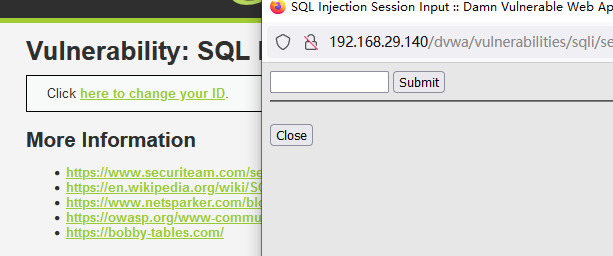 Vulnerability: SQL
Click here to change your ID.
More Information
https://www.securiteam.com/se
https://en.wikipedia.org/wiki/SQ
https://www.netsparker.com/blo
https://owasp.org/www-commu
https://bobby-tables.com/
SQL Injection Session Input :: Damn Vulnerable Web Ap
192.168.29.140/dvwa/vulnerabilities/sqli/se
Submit
Close